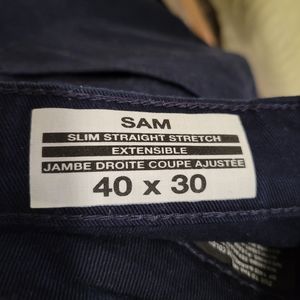 SAM
SLIM STRAIGHT STRETCH
EXTENSIBLE
JAMBE DROITE COUPE AJUSTÉE
40 x 30